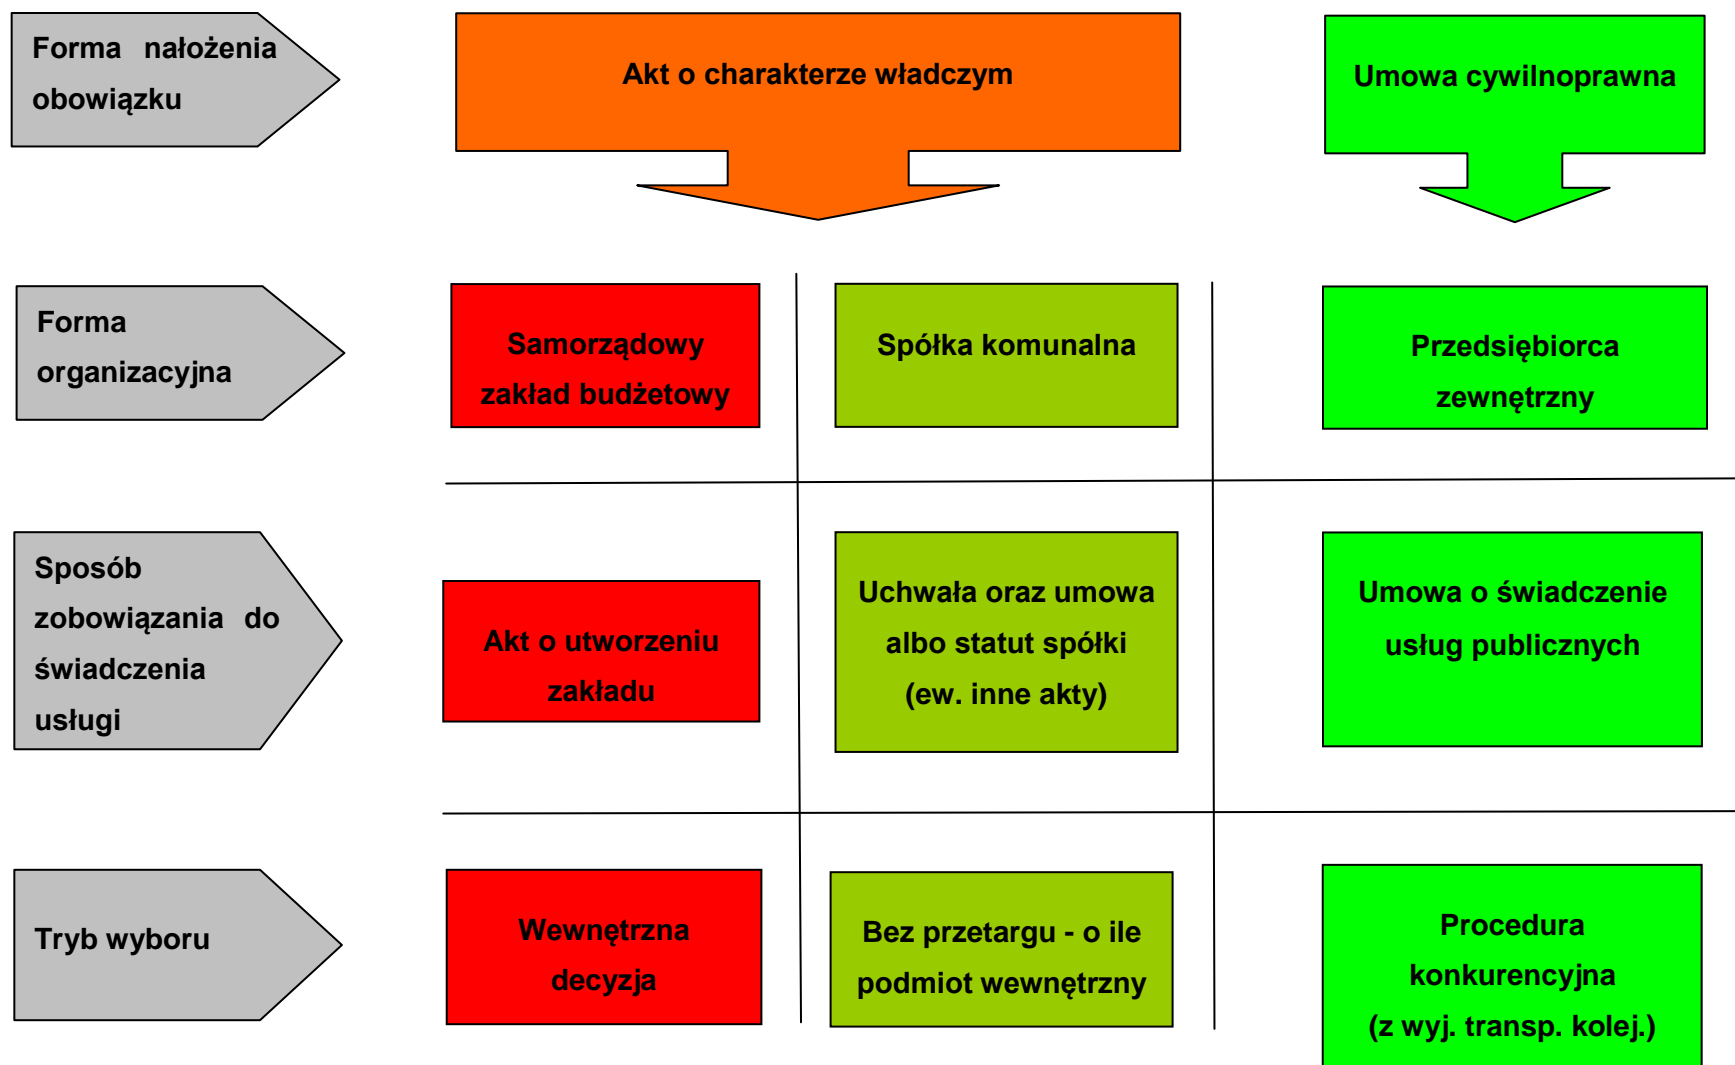 Forma nałożenia
obowiązku
Akt o charakterze władczym
Umowa cywilnoprawna
Forma
organizacyjna
Samorządowy
zakład budżetowy
Spółka komunalna
Przedsiębiorca
zewnętrzny
Sposób
zobowiązania do
świadczenia
usługi
Akt o utworzeniu
zakładu
Uchwała oraz umowa
albo statut spółki
(ew. inne akty)
Umowa o świadczenie
usług publicznych
Tryb wyboru
Wewnętrzna
decyzja
Bez przetargu - o ile
podmiot wewnętrzny
Procedura
konkurencyjna
(z wyj. transp. kolej.)